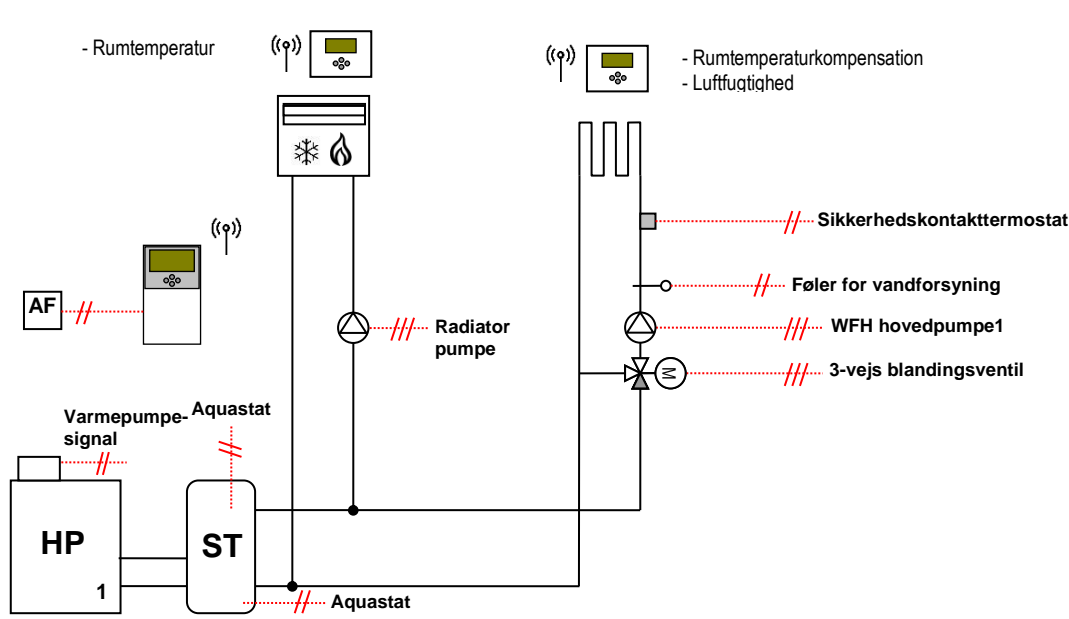 - Rumtemperatur
- Rumtemperaturkompensation
- Luftfugtighed
Sikkerhedskontakttermostat
Føler for vandforsyning
AF
Radiator
pumpe
WFH hovedpumpe1
3-vejs blandingsventil
M
Varmepumpe-
signal
Aquastat
HP
1
ST
Aquastat